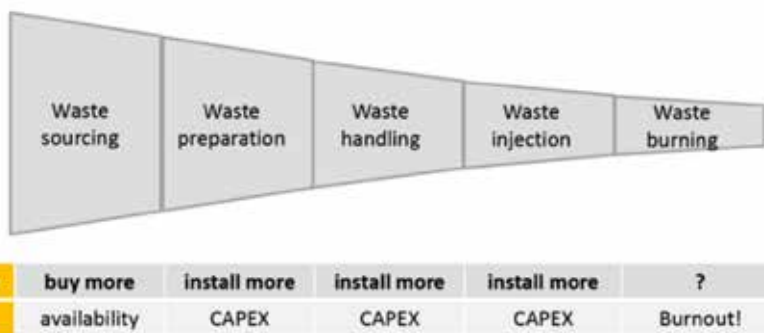 Waste sourcing
Waste preparation
Waste handling
Waste injection
Waste burning
buy more install more install more install more ?
availability CAPEX CAPEX CAPEX Burnout!